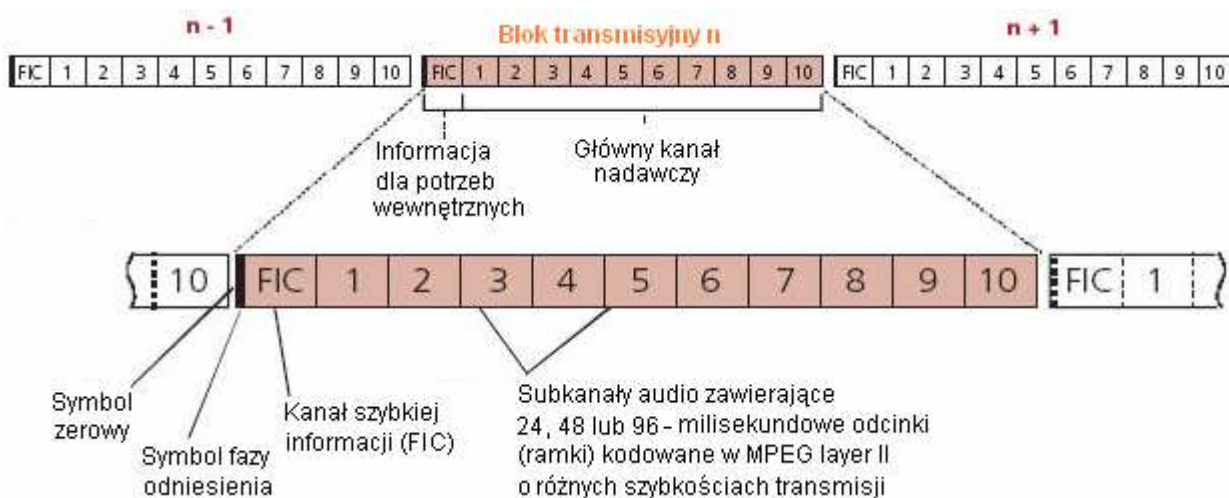 n - 1 Blok transmisyjny n n + 1
FIC 1 2 3 4 5 6 7 8 9 10 FIC 1 2 3 4 5 6 7 8 9 10 FIC 1 2 3 4 5 6 7 8 9 10
Informacja
dla potrzeb
wewnętrznych
Główny kanał
nadawczy
10 FIC 1 2 3 4 5 6 7 8 9 10 FIC 1
Symbol
zerowy
Symbol fazy
odniesienia
Kanał szybkiej
informacji (FIC)
Subkanały audio zawierające
24, 48 lub 96 - milisekundowe odcinki
(ramki) kodowane w MPEG layer II
o różnych szybkościach transmisji